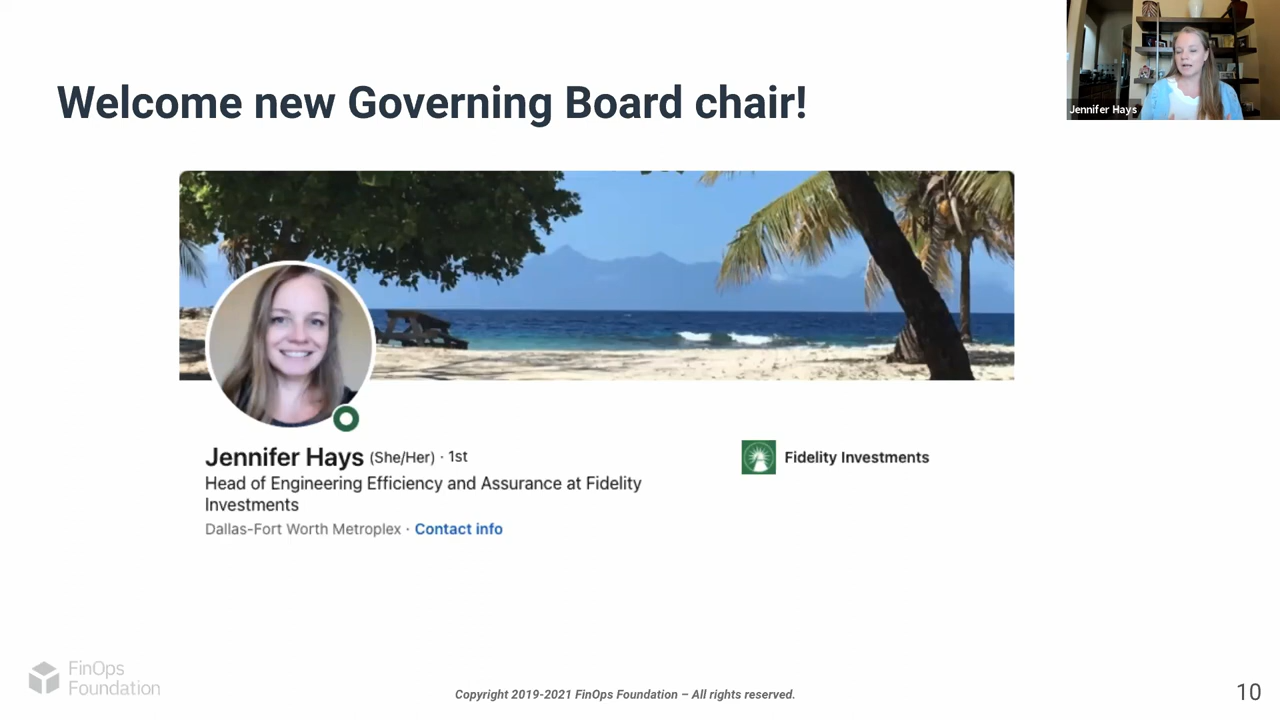 Welcome new Governing Board chair!
Jennifer Hays
Jennifer Hays (She/Her) · 1st
Head of Engineering Efficiency and Assurance at Fidelity
Investments
Dallas-Fort Worth Metroplex · Contact info
Fidelity Investments
FinOps
Foundation
Copyright 2019-2021 FinOps Foundation – All rights reserved.
10